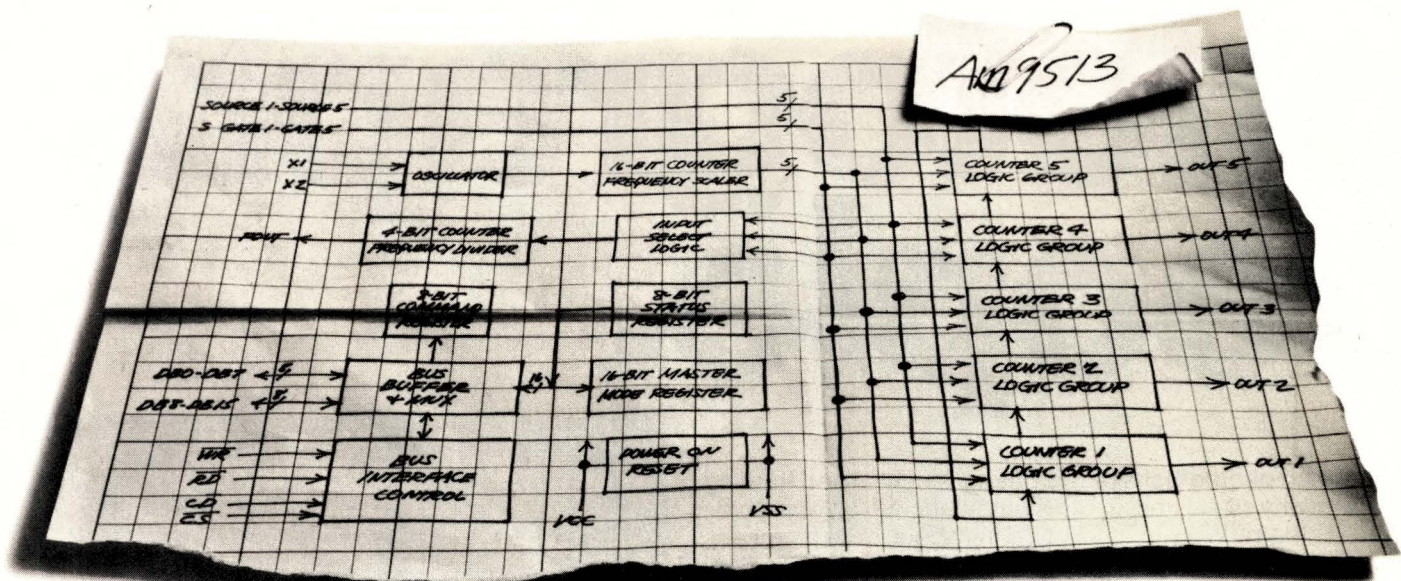 Am9513
SOURCE 1-SOURCE 5
5/
S GATE 1-GATE 5
5/
X1
X2
OSCILLATOR
16-BIT COUNTER
FREQUENCY SCALER
5/
COUNTER 5
LOGIC GROUP
OUT 5
FOUT
4-BIT COUNTER
FREQUENCY DIVIDER
INPUT
SELECT
LOGIC
COUNTER 4
LOGIC GROUP
OUT 4
8-BIT
COMMAND
REGISTER
8-BIT
STATUS
REGISTER
COUNTER 3
LOGIC GROUP
OUT 3
DB0-DB7
DB8-DB15
8/
BUS
BUFFER
& MUX
16/
16-BIT MASTER
MODE REGISTER
COUNTER 2
LOGIC GROUP
OUT 2
W̅R̅
R̅D̅
C̅D̅
C̅S̅
BUS
INTERFACE
CONTROL
POWER ON
RESET
VCC
VSS
COUNTER 1
LOGIC GROUP
OUT 1